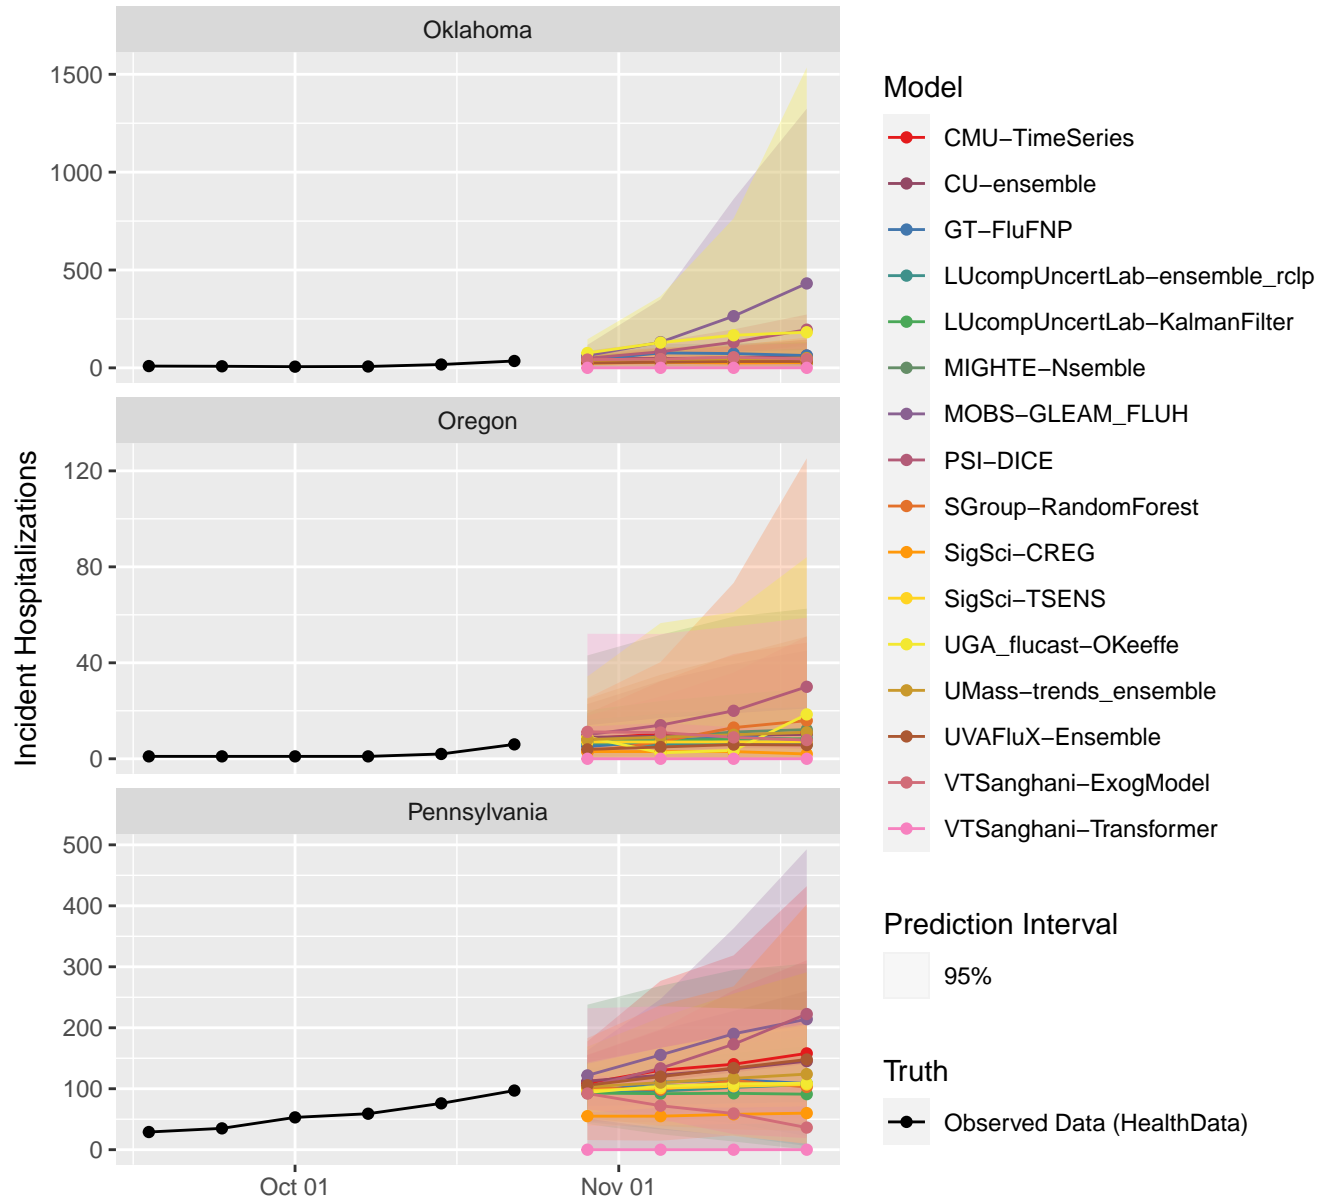 Oklahoma
1500
1000
500
0
Oregon
120
80
40
0
Pennsylvania
500
400
300
200
100
0
Oct 01
Nov 01
Incident Hospitalizations
Model
CMU−TimeSeries
CU−ensemble
GT−FluFNP
LUcompUncertLab−ensemble_rclp
LUcompUncertLab−KalmanFilter
MIGHTE−Nsemble
MOBS−GLEAM_FLUH
PSI−DICE
SGroup−RandomForest
SigSci−CREG
SigSci−TSENS
UGA_flucast−OKeeffe
UMass−trends_ensemble
UVAFluX−Ensemble
VTSanghani−ExogModel
VTSanghani−Transformer
Prediction Interval
95%
Truth
Observed Data (HealthData)